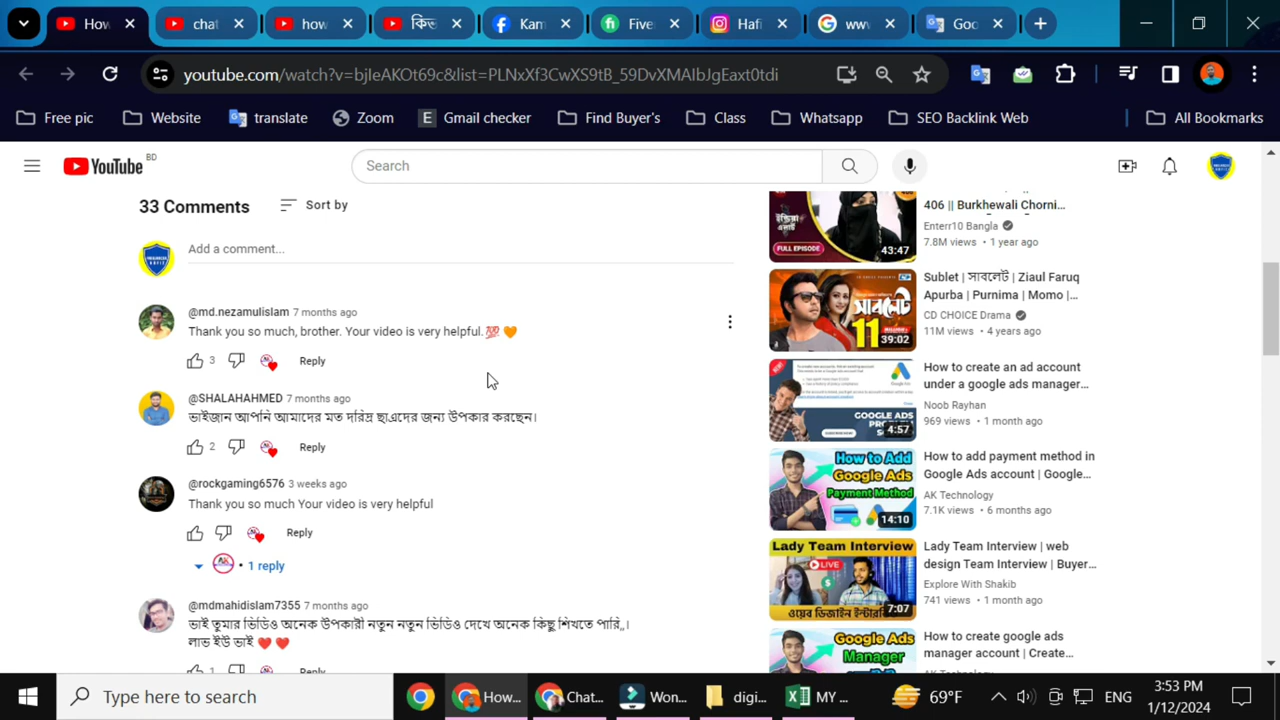 How
chat
how
কিভ
Kam
Five
Hafi
ww
Goo
youtube.com/watch?v=bjIeAKOt69c&list=PLNxXf3CwXS9tB_59DvXMAIbJgEaxt0tdi
Free pic
Website
translate
Zoom
Gmail checker
Find Buyer's
Class
Whatsapp
SEO Backlink Web
All Bookmarks
YouTube BD
Search
33 Comments
Sort by
Add a comment...
@md.nezamulislam 7 months ago
Thank you so much, brother. Your video is very helpful.💯 🧡
3 Reply
@SHALAHAHMED 7 months ago
ভাই জান আপনি আমাদের মত দরিদ্র ছাএদের জন্য উপকার করছেন।
2 Reply
@rckgaming6576 3 weeks ago
Thank you so much Your video is very helpful
Reply
1 reply
@mdmahidislam7355 7 months ago
ভাই তুমার ভিডিও অনেক উপকারী নতুন নতুন ভিডিও দেখে অনেক কিছু শিখতে পারি,,।
লাভ ইউ ভাই ❤️ ❤️
1 Reply
FULL EPISODE
43:47
406 || Burkhewali Chorni...
Enterr10 Bangla
7.8M views • 1 year ago
সাবলেট
11
39:02
Sublet | সাবলেট | Ziaul Faruq
Apurba | Purnima | Momo |...
CD CHOICE Drama
11M views • 4 years ago
GOOGLE ADS
4:57
How to create an ad account
under a google ads manager...
Noob Rayhan
969 views • 1 month ago
How to Add
Google Ads
Payment Method
14:10
How to add payment method in
Google Ads account | Google...
AK Technology
7.1K views • 6 months ago
Lady Team Interview
LIVE
7:07
Lady Team Interview | web
design Team Interview | Buyer...
Explore With Shakib
741 views • 1 month ago
Google Ads
Manager
How to create google ads
manager account | Create...
Type here to search
How...
Chat...
Won...
digi...
MY ...
69°F
ENG
3:53 PM
1/12/2024